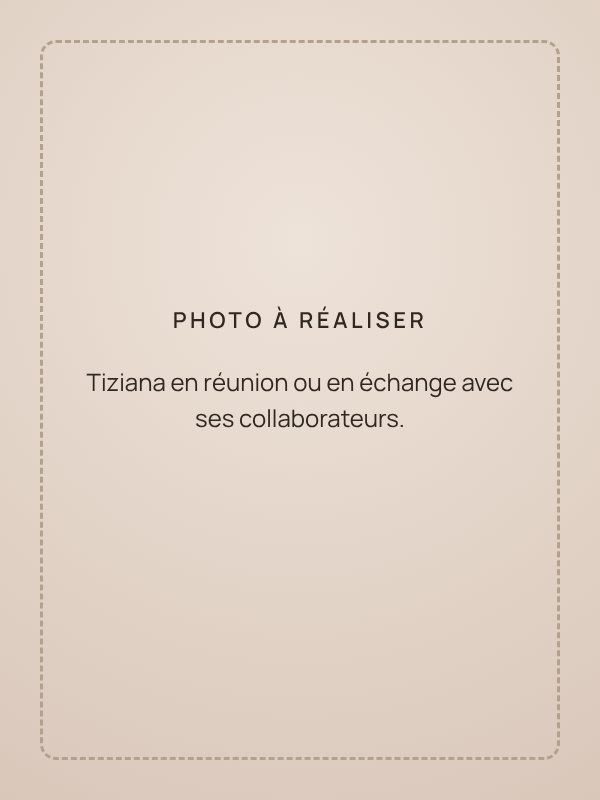 PHOTO À RÉALISER
Tiziana en réunion ou en échange avec
ses collaborateurs.